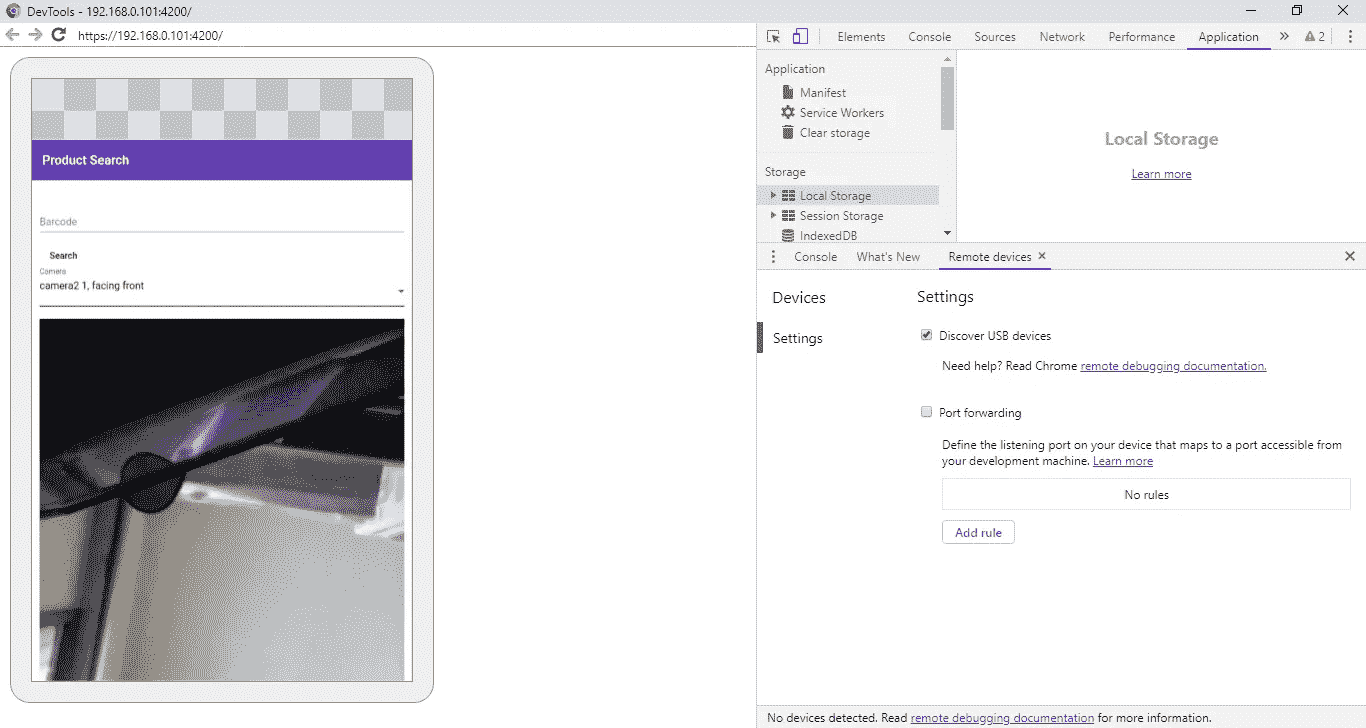 DevTools - 192.168.0.101:4200/
https://192.168.0.101:4200/
Product Search
Barcode
Search
Camera
camera2 1, facing front
Elements
Console
Sources
Network
Performance
Application
2
Application
Manifest
Service Workers
Clear storage
Storage
Local Storage
Session Storage
IndexedDB
Local Storage
Learn more
Console
What's New
Remote devices
Devices
Settings
Settings
Discover USB devices
Need help? Read Chrome remote debugging documentation.
Port forwarding
Define the listening port on your device that maps to a port accessible from
your development machine. Learn more
No rules
Add rule
No devices detected. Read remote debugging documentation for more information.